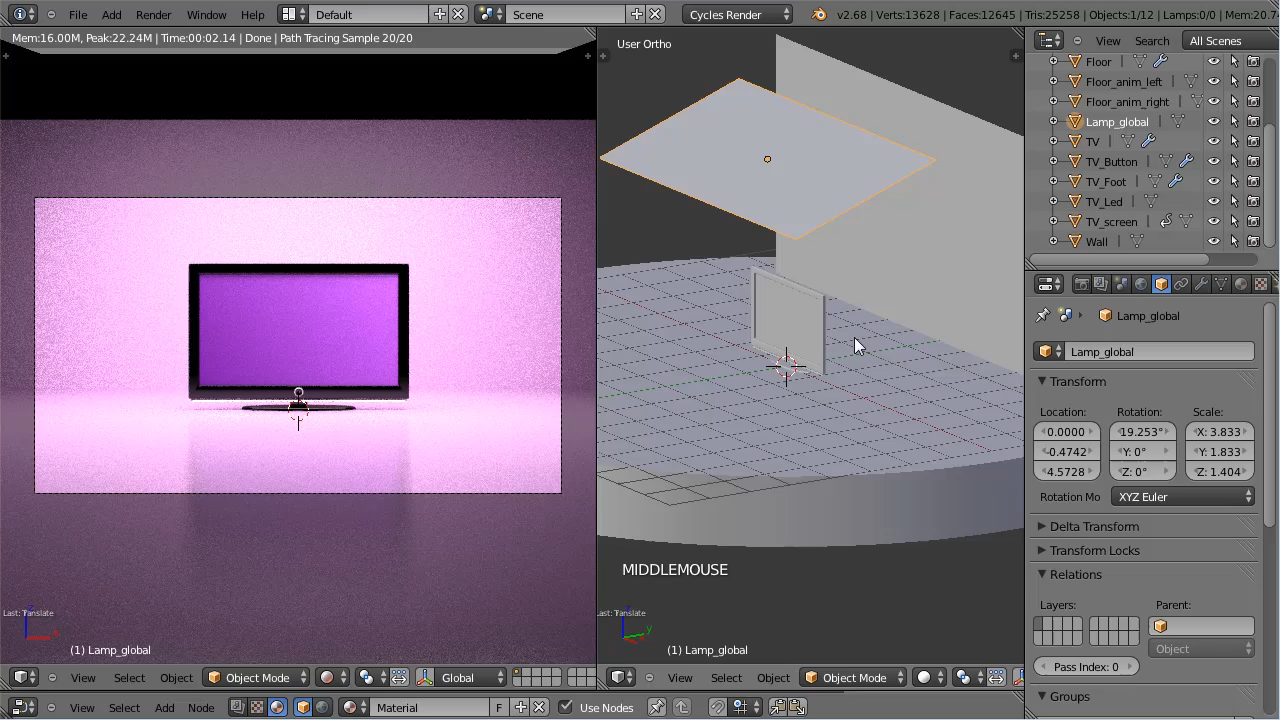 File Add Render Window Help Default Scene Cycles Render v2.68 | Verts:13628 | Faces:12645 | Tris:25258 | Objects:1/12 | Lamps:0/0 | Mem:20.7
Mem:16.00M, Peak:22.24M | Time:00:02.14 | Done | Path Tracing Sample 20/20
User Ortho
View Search All Scenes
Floor
Floor_anim_left
Floor_anim_right
Lamp_global
TV
TV_Button
TV_Foot
TV_Led
TV_screen
Wall
Lamp_global
Lamp_global
Transform
Location: Rotation: Scale:
0.0000 19.253° X: 3.833
-0.4742 Y: 0° Y: 1.833
4.5728 Z: 0° Z: 1.404
Rotation Mo XYZ Euler
Delta Transform
Transform Locks
Relations
Layers: Parent:
Object
Pass Index: 0
Groups
MIDDLEMOUSE
Last: Translate
x
(1) Lamp_global
Last: Translate
y
(1) Lamp_global
View Select Object Object Mode Global
View Select Object Object Mode
View Select Add Node Material F Use Nodes